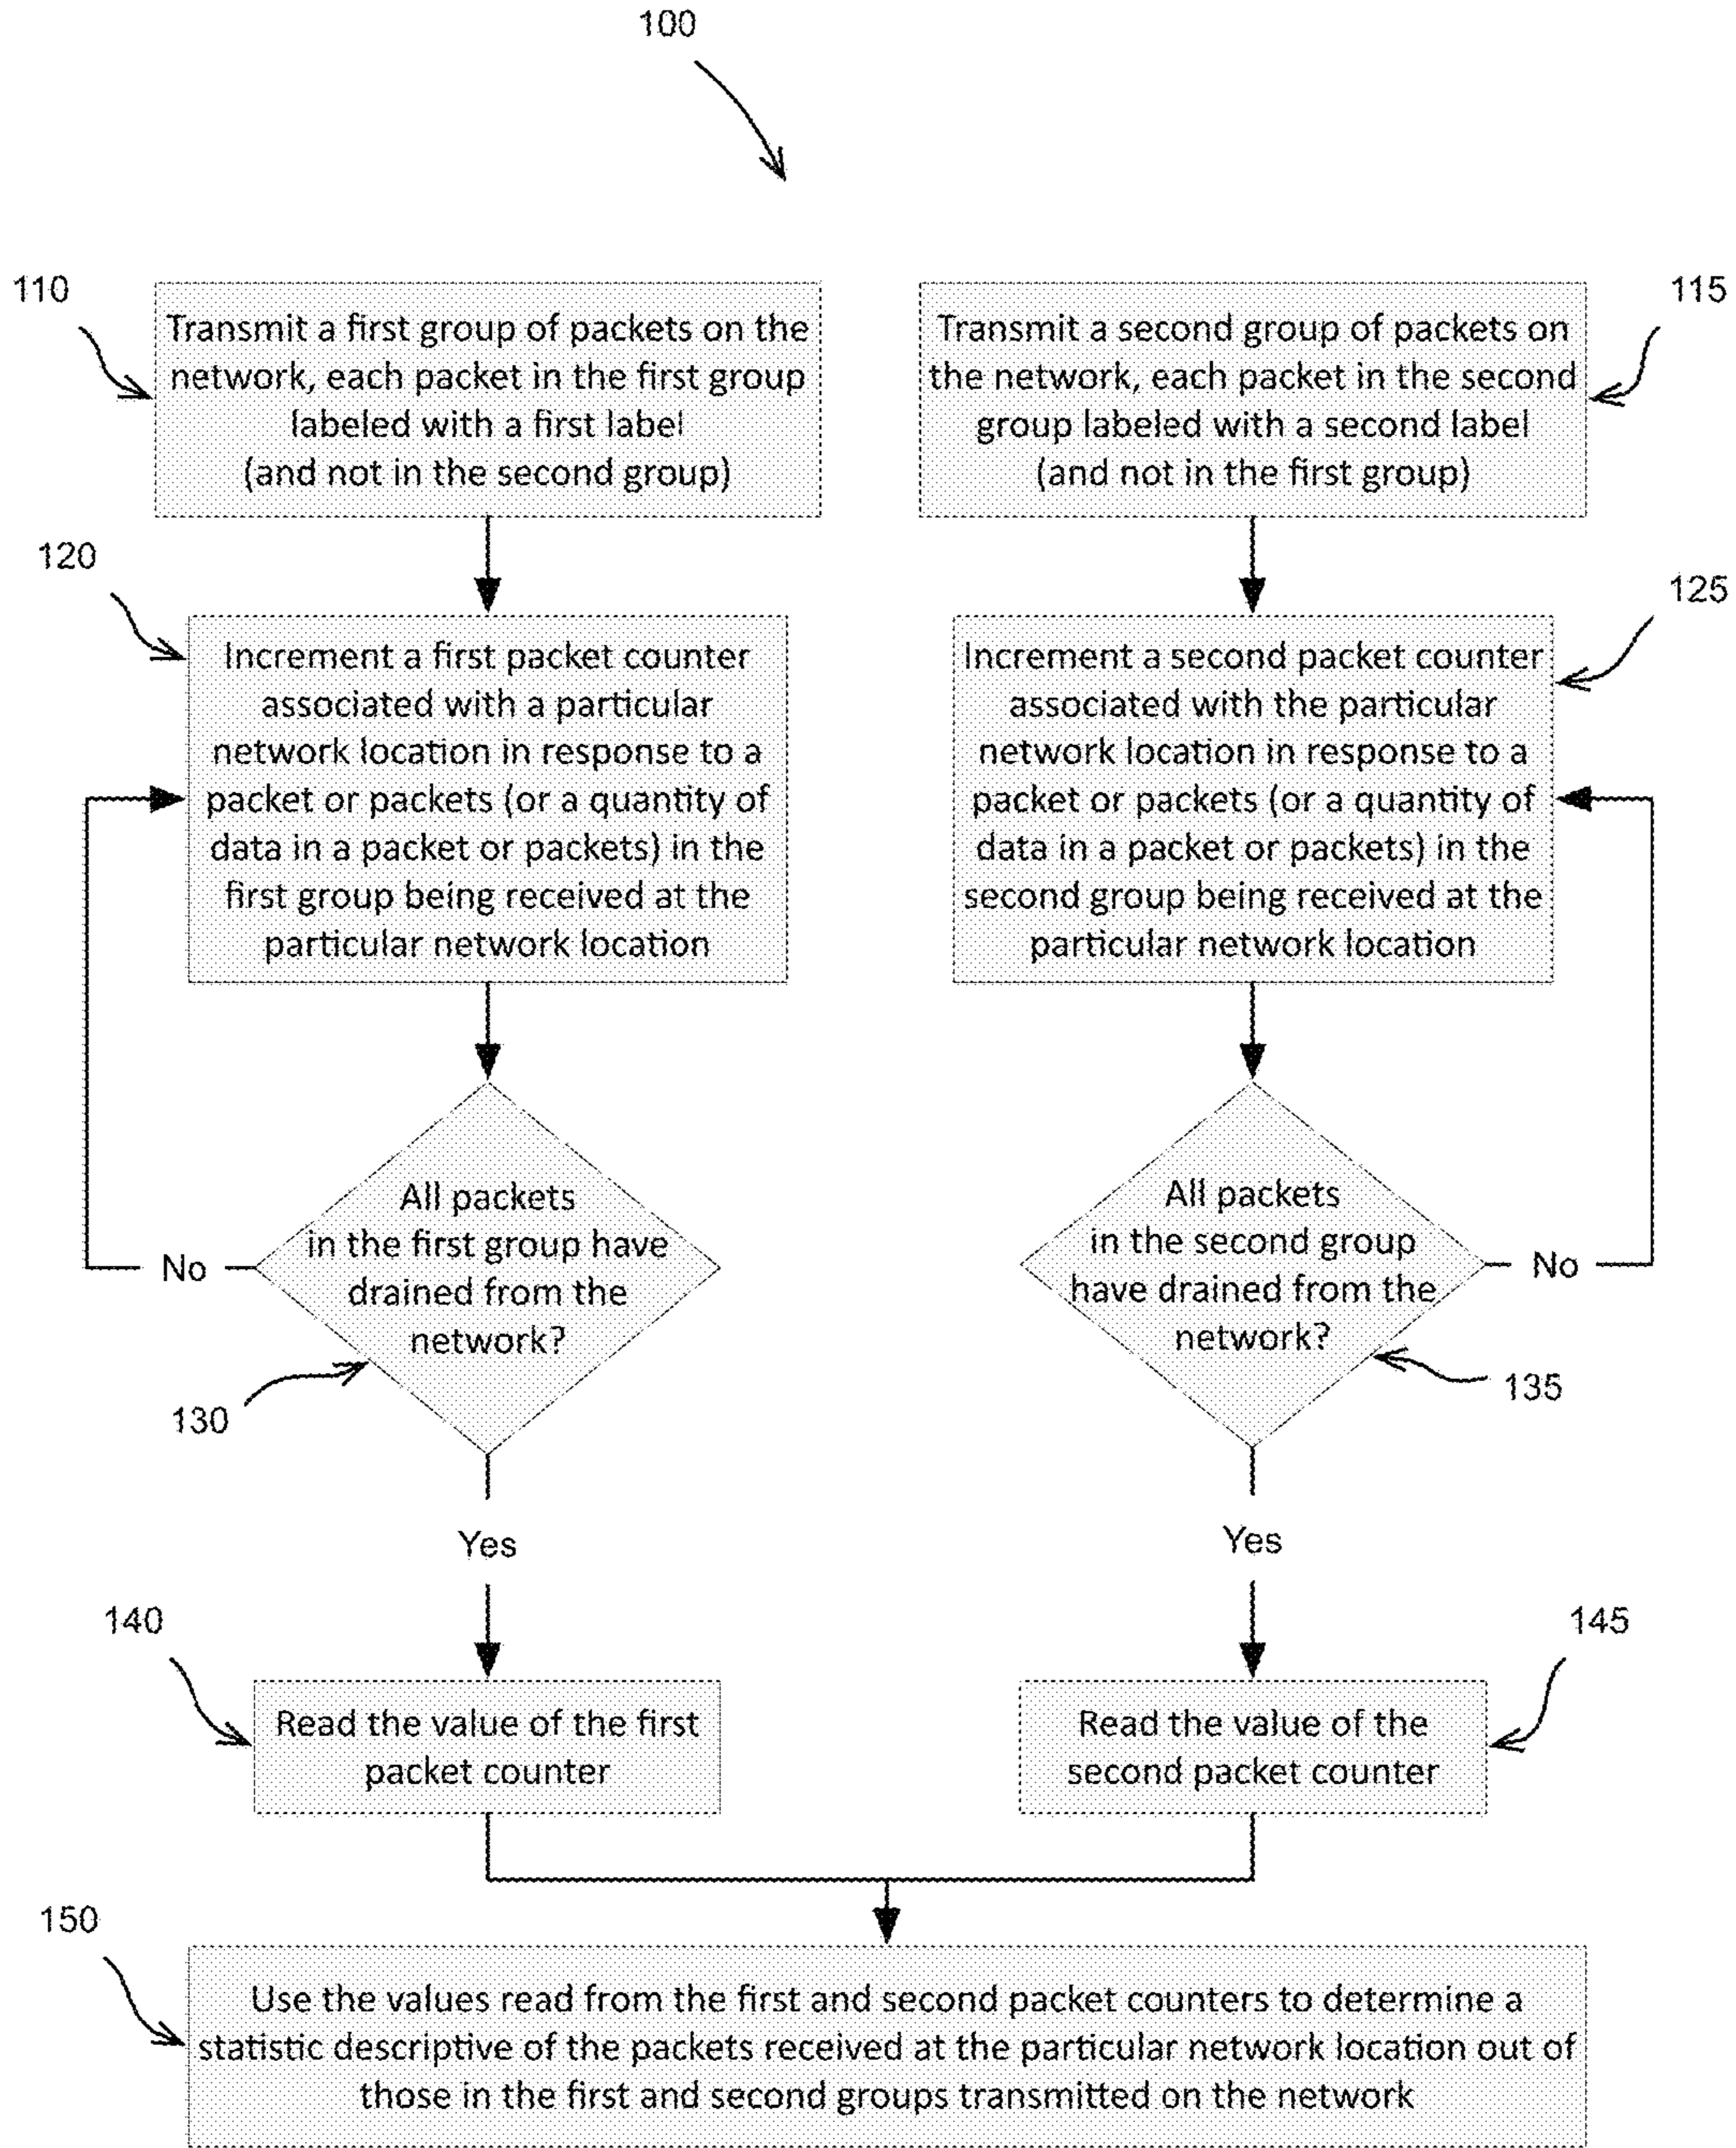 100
110
Transmit a first group of packets on the
network, each packet in the first group
labeled with a first label
(and not in the second group)
115
Transmit a second group of packets on
the network, each packet in the second
group labeled with a second label
(and not in the first group)
120
Increment a first packet counter
associated with a particular
network location in response to a
packet or packets (or a quantity of
data in a packet or packets) in the
first group being received at the
particular network location
125
Increment a second packet counter
associated with the particular
network location in response to a
packet or packets (or a quantity of
data in a packet or packets) in the
second group being received at the
particular network location
All packets
in the first group have
drained from the
network?
No
130
All packets
in the second group
have drained from the
network?
No
135
Yes
Yes
140
Read the value of the first
packet counter
145
Read the value of the
second packet counter
150
Use the values read from the first and second packet counters to determine a
statistic descriptive of the packets received at the particular network location out of
those in the first and second groups transmitted on the network